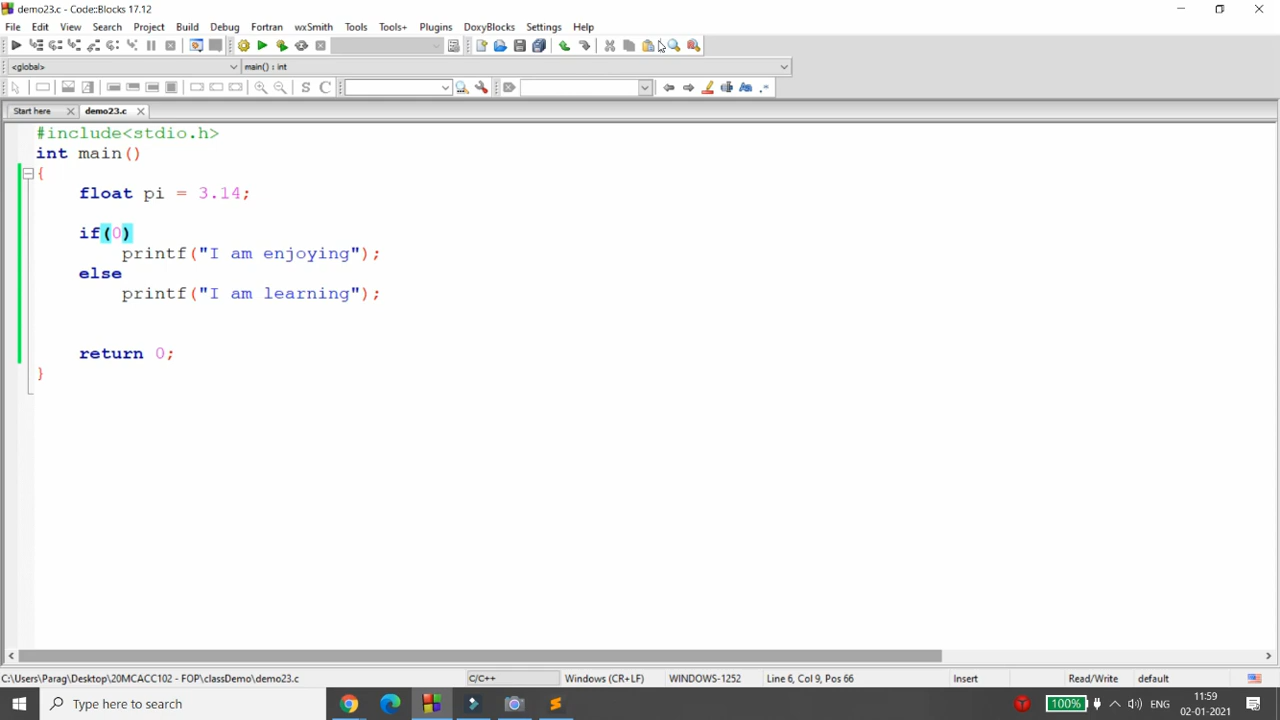 demo23.c - Code::Blocks 17.12
File Edit View Search Project Build Debug Fortran wxSmith Tools Tools+ Plugins DoxyBlocks Settings Help
<global> main() : int
S C
Start here demo23.c
#include<stdio.h>
int main()
{
float pi = 3.14;
if(0)
printf("I am enjoying");
else
printf("I am learning");
return 0;
}
C:\Users\Parag\Desktop\20MCACC102 - FOP\classDemo\demo23.c C/C++ Windows (CR+LF) WINDOWS-1252 Line 6, Col 9, Pos 66 Insert Read/Write default
Type here to search 100% ENG 11:59
02-01-2021